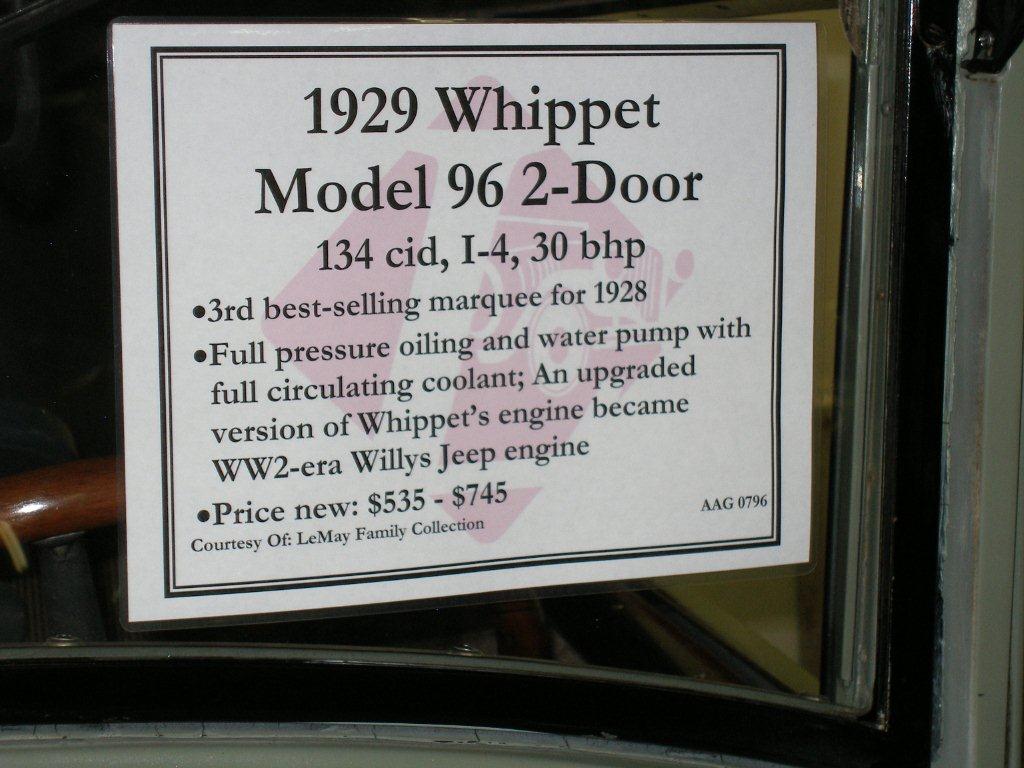 1929 Whippet
Model 96 2-Door
134 cid, I-4, 30 bhp
•3rd best-selling marquee for 1928
•Full pressure oiling and water pump with
full circulating coolant; An upgraded
version of Whippet's engine became
WW2-era Willys Jeep engine
•Price new: $535 - $745
Courtesy Of: LeMay Family Collection
AAG 0796